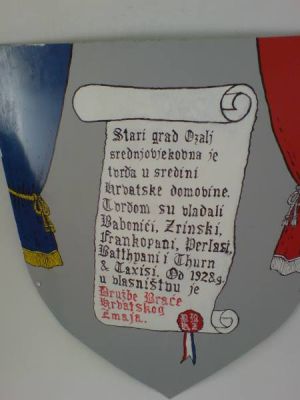 Stari grad Ozalj
srednjovjekovna je
tvrđa u sredini
Hrvatske domovine.
Tvrđom su vladali
Babonići, Zrinski,
Frankopani, Perlasi,
Batthyani i Thurn
& Taxisi. Od 1928.g.
u vlasništvu je
Družbe Braće
Hrvatskog
Zmaja.